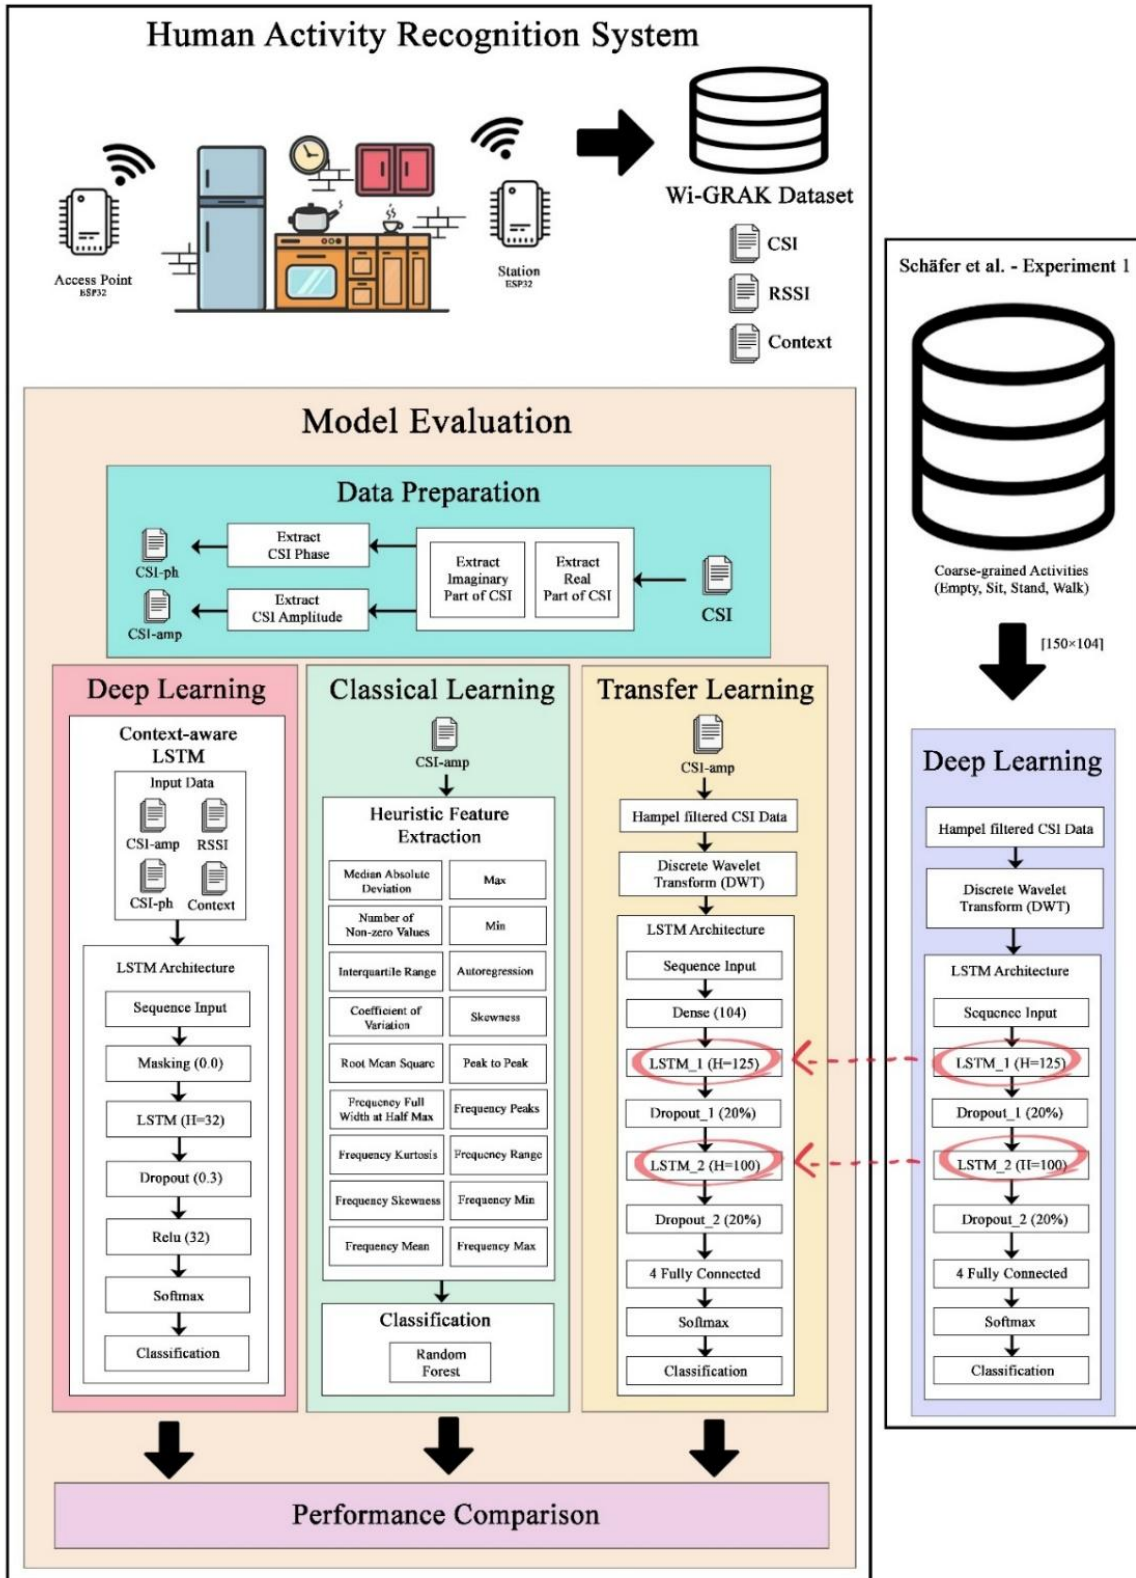 Human Activity Recognition System
Access Point
ESP32
Station
ESP32
Wi-GRAK Dataset
CSI
RSSI
Context
Model Evaluation
Data Preparation
CSI-ph
CSI-amp
Extract
CSI Phase
Extract
CSI Amplitude
Extract
Imaginary
Part of CSI
Extract
Real
Part of CSI
CSI
Deep Learning
Context-aware
LSTM
Input Data
CSI-amp
RSSI
CSI-ph
Context
LSTM Architecture
Sequence Input
Masking (0.0)
LSTM (H=32)
Dropout (0.3)
Relu (32)
Softmax
Classification
Classical Learning
CSI-amp
Heuristic Feature
Extraction
Median Absolute
Deviation
Max
Number of
Non-zero Values
Min
Interquartile Range
Autoregression
Coefficient of
Variation
Skewness
Root Mean Square
Peak to Peak
Frequency Full
Width at Half Max
Frequency Peaks
Frequency Kurtosis
Frequency Range
Frequency Skewness
Frequency Min
Frequency Mean
Frequency Max
Classification
Random
Forest
Transfer Learning
CSI-amp
Hampel filtered CSI Data
Discrete Wavelet
Transform (DWT)
LSTM Architecture
Sequence Input
Dense (104)
LSTM_1 (H=125)
Dropout_1 (20%)
LSTM_2 (H=100)
Dropout_2 (20%)
4 Fully Connected
Softmax
Classification
Performance Comparison
Schäfer et al. - Experiment 1
Coarse-grained Activities
(Empty, Sit, Stand, Walk)
[150×104]
Deep Learning
Hampel filtered CSI Data
Discrete Wavelet
Transform (DWT)
LSTM Architecture
Sequence Input
LSTM_1 (H=125)
Dropout_1 (20%)
LSTM_2 (H=100)
Dropout_2 (20%)
4 Fully Connected
Softmax
Classification